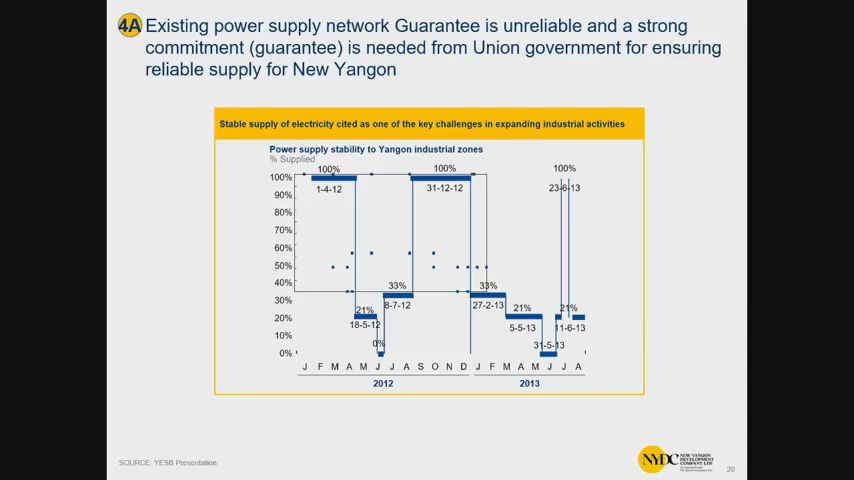 4A Existing power supply network Guarantee is unreliable and a strong
commitment (guarantee) is needed from Union government for ensuring
reliable supply for New Yangon
Stable supply of electricity cited as one of the key challenges in expanding industrial activities
Power supply stability to Yangon industrial zones
% Supplied
100% 100% 100% 100%
1-4-12 31-12-12 23-6-13
90%
80%
70%
60%
50%
40%
33% 33%
30%
8-7-12 27-2-13
21% 21% 21%
20%
18-5-12 5-5-13 11-6-13
10%
0% 31-5-13
0%
J F M A M J J A S O N D J F M A M J J A
2012 2013
SOURCE: YESB Presentation
NYDC NEW YANGON
DEVELOPMENT
COMPANY LTD
20